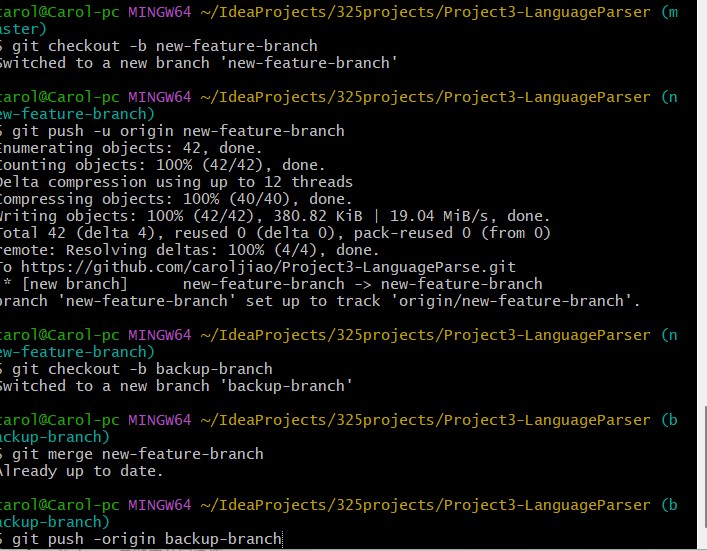 carol@Carol-pc MINGW64 ~/IdeaProjects/325projects/Project3-LanguageParser (m
aster)
$ git checkout -b new-feature-branch
Switched to a new branch 'new-feature-branch'
carol@Carol-pc MINGW64 ~/IdeaProjects/325projects/Project3-LanguageParser (n
ew-feature-branch)
$ git push -u origin new-feature-branch
Enumerating objects: 42, done.
Counting objects: 100% (42/42), done.
Delta compression using up to 12 threads
Compressing objects: 100% (40/40), done.
Writing objects: 100% (42/42), 380.82 KiB | 19.04 MiB/s, done.
Total 42 (delta 4), reused 0 (delta 0), pack-reused 0 (from 0)
remote: Resolving deltas: 100% (4/4), done.
To https://github.com/caroljiao/Project3-LanguageParse.git
* [new branch]      new-feature-branch -> new-feature-branch
branch 'new-feature-branch' set up to track 'origin/new-feature-branch'.
carol@Carol-pc MINGW64 ~/IdeaProjects/325projects/Project3-LanguageParser (n
ew-feature-branch)
$ git checkout -b backup-branch
Switched to a new branch 'backup-branch'
carol@Carol-pc MINGW64 ~/IdeaProjects/325projects/Project3-LanguageParser (b
ackup-branch)
$ git merge new-feature-branch
Already up to date.
carol@Carol-pc MINGW64 ~/IdeaProjects/325projects/Project3-LanguageParser (b
ackup-branch)
$ git push -origin backup-branch